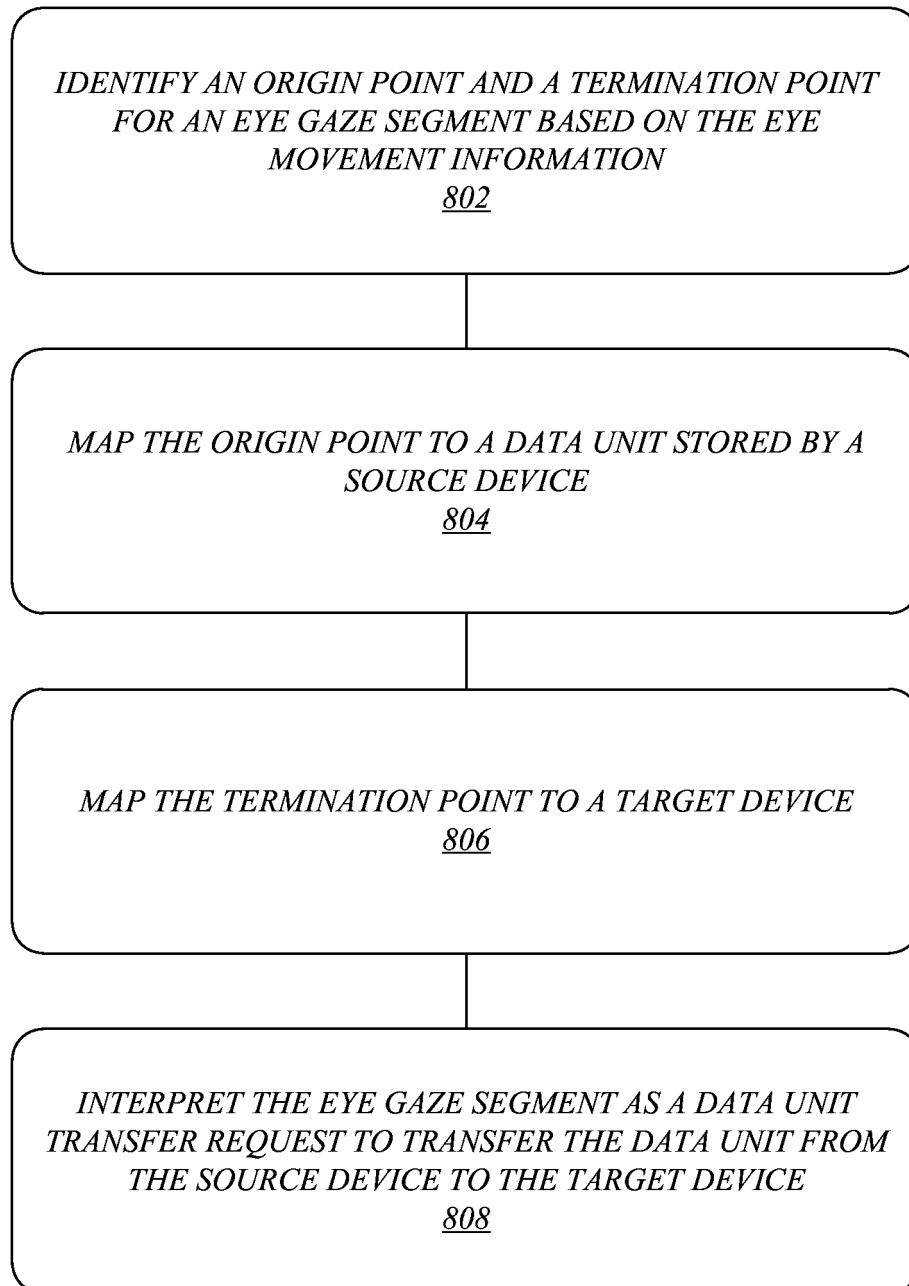 IDENTIFY AN ORIGIN POINT AND A TERMINATION POINT
FOR AN EYE GAZE SEGMENT BASED ON THE EYE
MOVEMENT INFORMATION
802
MAP THE ORIGIN POINT TO A DATA UNIT STORED BY A
SOURCE DEVICE
804
MAP THE TERMINATION POINT TO A TARGET DEVICE
806
INTERPRET THE EYE GAZE SEGMENT AS A DATA UNIT
TRANSFER REQUEST TO TRANSFER THE DATA UNIT FROM
THE SOURCE DEVICE TO THE TARGET DEVICE
808